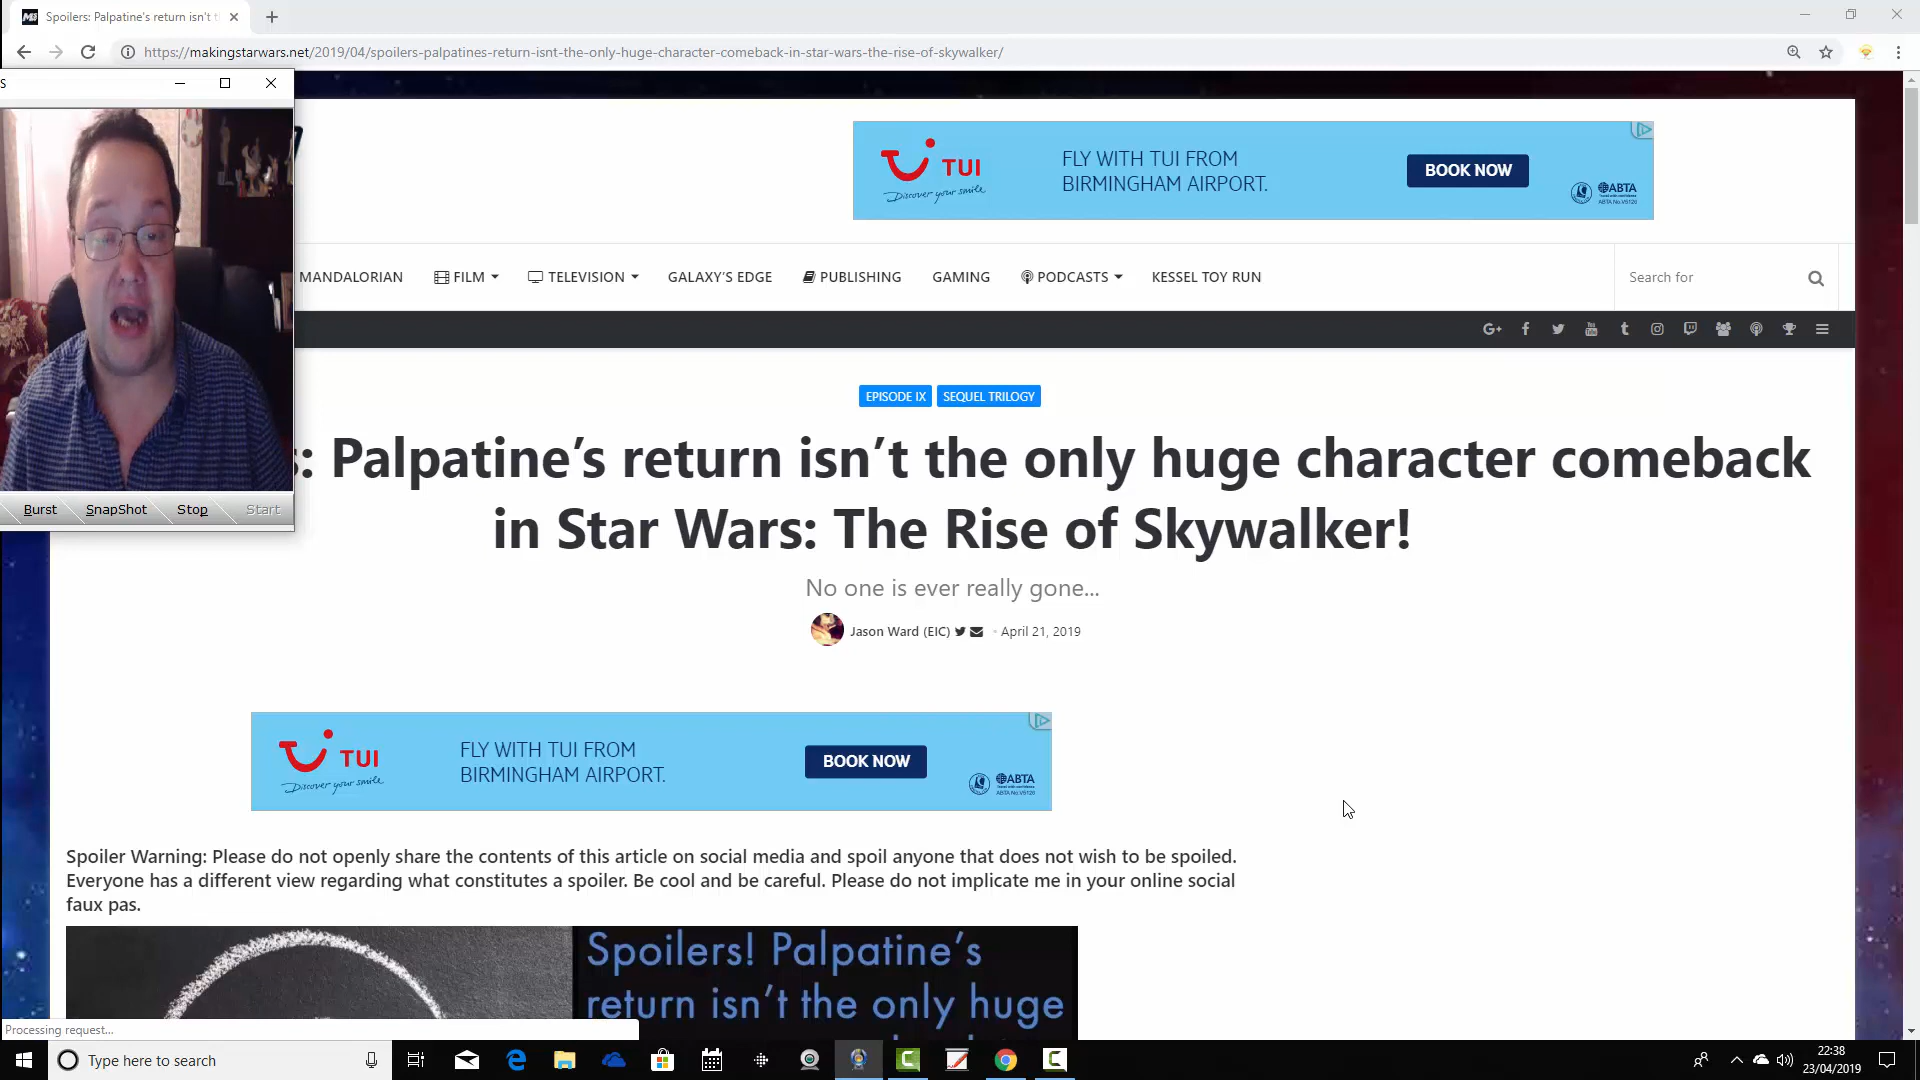 Spoilers: Palpatine's return isn't t
https://makingstarwars.net/2019/04/spoilers-palpatines-return-isnt-the-only-huge-character-comeback-in-star-wars-the-rise-of-skywalker/
TUI
Discover your smile
FLY WITH TUI FROM
BIRMINGHAM AIRPORT.
BOOK NOW
ABTA
MANDALORIAN
FILM
TELEVISION
GALAXY'S EDGE
PUBLISHING
GAMING
PODCASTS
KESSEL TOY RUN
Search for
Burst
SnapShot
Stop
Start
EPISODE IX
SEQUEL TRILOGY
s: Palpatine's return isn't the only huge character comeback
in Star Wars: The Rise of Skywalker!
No one is ever really gone...
Jason Ward (EIC)
April 21, 2019
TUI
Discover your smile
FLY WITH TUI FROM
BIRMINGHAM AIRPORT.
BOOK NOW
ABTA
Spoiler Warning: Please do not openly share the contents of this article on social media and spoil anyone that does not wish to be spoiled.
Everyone has a different view regarding what constitutes a spoiler. Be cool and be careful. Please do not implicate me in your online social
faux pas.
Spoilers! Palpatine's
return isn't the only huge
Processing request...
Type here to search
22:38
23/04/2019